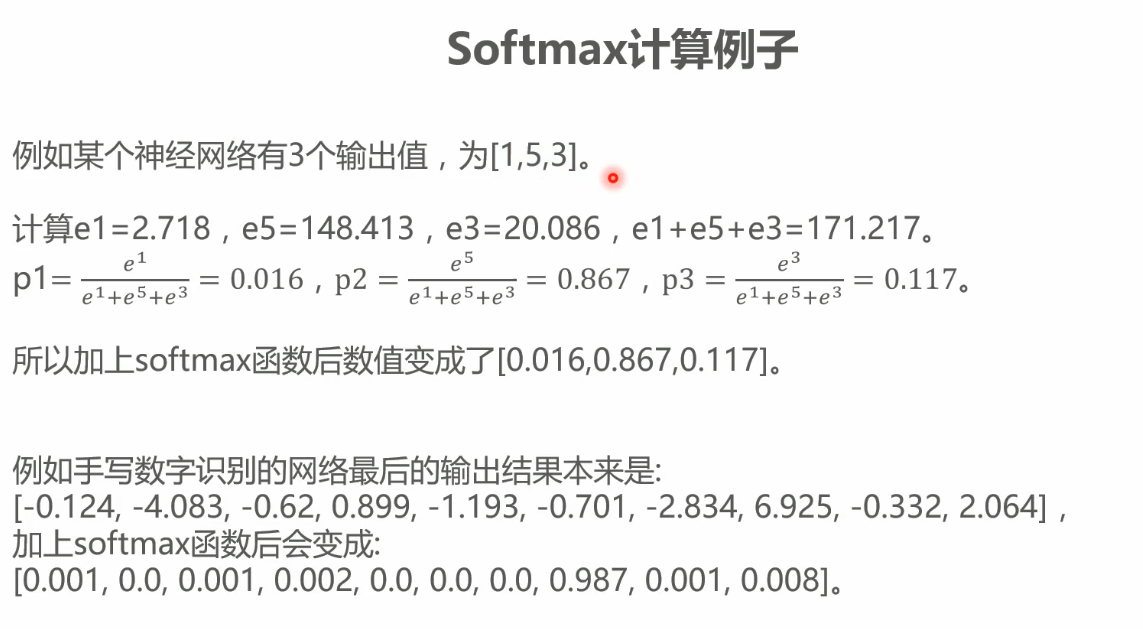 Softmax计算例子
例如某个神经网络有3个输出值，为[1,5,3]。
计算e1=2.718，e5=148.413，e3=20.086，e1+e5+e3=171.217。
p1=e^1/(e^1+e^5+e^3) = 0.016，p2 = e^5/(e^1+e^5+e^3) = 0.867，p3 = e^3/(e^1+e^5+e^3) = 0.117。
所以加上softmax函数后数值变成了[0.016,0.867,0.117]。
例如手写数字识别的网络最后的输出结果本来是:
[-0.124, -4.083, -0.62, 0.899, -1.193, -0.701, -2.834, 6.925, -0.332, 2.064]，
加上softmax函数后会变成:
[0.001, 0.0, 0.001, 0.002, 0.0, 0.0, 0.0, 0.987, 0.001, 0.008]。